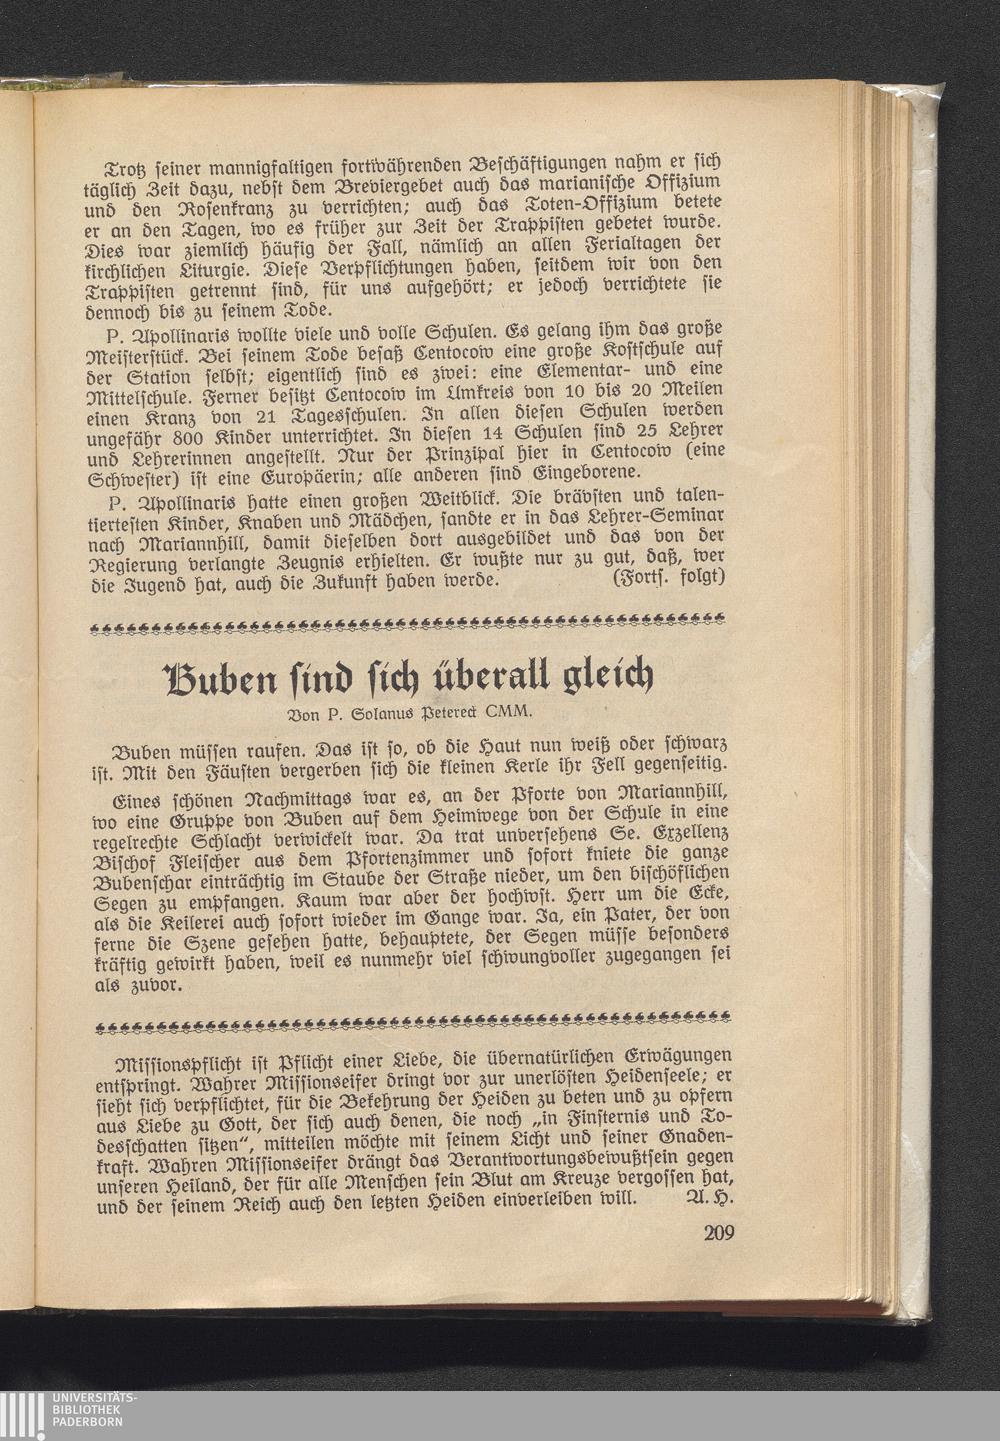 Trotz seiner mannigfaltigen fortwährenden Beschäftigungen nahm er sich
täglich Zeit dazu, nebst dem Breviergebet auch das marianische Offizium
und den Rosenkranz zu verrichten; auch das Toten-Offizium betete
er an den Tagen, wo es früher zur Zeit der Trappisten gebetet wurde.
Dies war ziemlich häufig der Fall, nämlich an allen Ferialtagen der
kirchlichen Liturgie. Diese Verpflichtungen haben, seitdem wir von den
Trappisten getrennt sind, für uns aufgehört; er jedoch verrichtete sie
dennoch bis zu seinem Tode.
P. Apollinaris wollte viele und volle Schulen. Es gelang ihm das große
Meisterstück. Bei seinem Tode besaß Centocow eine große Kostschule auf
der Station selbst; eigentlich sind es zwei: eine Elementar- und eine
Mittelschule. Ferner besitzt Centocow im Umkreis von 10 bis 20 Meilen
einen Kranz von 21 Tagesschulen. In allen diesen Schulen werden
ungefähr 800 Kinder unterrichtet. In diesen 14 Schulen sind 25 Lehrer
und Lehrerinnen angestellt. Nur der Prinzipal hier in Centocow (eine
Schwester) ist eine Europäerin; alle anderen sind Eingeborene.
P. Apollinaris hatte einen großen Weitblick. Die brävsten und talen-
tiertesten Kinder, Knaben und Mädchen, sandte er in das Lehrer-Seminar
nach Mariannhill, damit dieselben dort ausgebildet und das von der
Regierung verlangte Zeugnis erhielten. Er wußte nur zu gut, daß, wer
die Jugend hat, auch die Zukunft haben werde. (Forts. folgt)
Buben sind sich überall gleich
Von P. Solanus Petereck CMM.
Buben müssen raufen. Das ist so, ob die Haut nun weiß oder schwarz
ist. Mit den Fäusten vergerben sich die kleinen Kerle ihr Fell gegenseitig.
Eines schönen Nachmittags war es, an der Pforte von Mariannhill,
wo eine Gruppe von Buben auf dem Heimwege von der Schule in eine
regelrechte Schlacht verwickelt war. Da trat unversehens Se. Exzellenz
Bischof Fleischer aus dem Pfortenzimmer und sofort kniete die ganze
Bubenschar einträchtig im Staube der Straße nieder, um den bischöflichen
Segen zu empfangen. Kaum war aber der hochwst. Herr um die Ecke,
als die Keilerei auch sofort wieder im Gange war. Ja, ein Pater, der von
ferne die Szene gesehen hatte, behauptete, der Segen müsse besonders
kräftig gewirkt haben, weil es nunmehr viel schwungvoller zugegangen sei
als zuvor.
Missionspflicht ist Pflicht einer Liebe, die übernatürlichen Erwägungen
entspringt. Wahrer Missionseifer dringt vor zur unerlösten Heidenseele; er
sieht sich verpflichtet, für die Bekehrung der Heiden zu beten und zu opfern
aus Liebe zu Gott, der sich auch denen, die noch „in Finsternis und To-
desschatten sitzen“, mitteilen möchte mit seinem Licht und seiner Gnaden-
kraft. Wahren Missionseifer drängt das Verantwortungsbewußtsein gegen
unseren Heiland, der für alle Menschen sein Blut am Kreuze vergossen hat,
und der seinem Reich auch den letzten Heiden einverleiben will. A. H.
209
UNIVERSITÄTS-
BIBLIOTHEK
PADERBORN